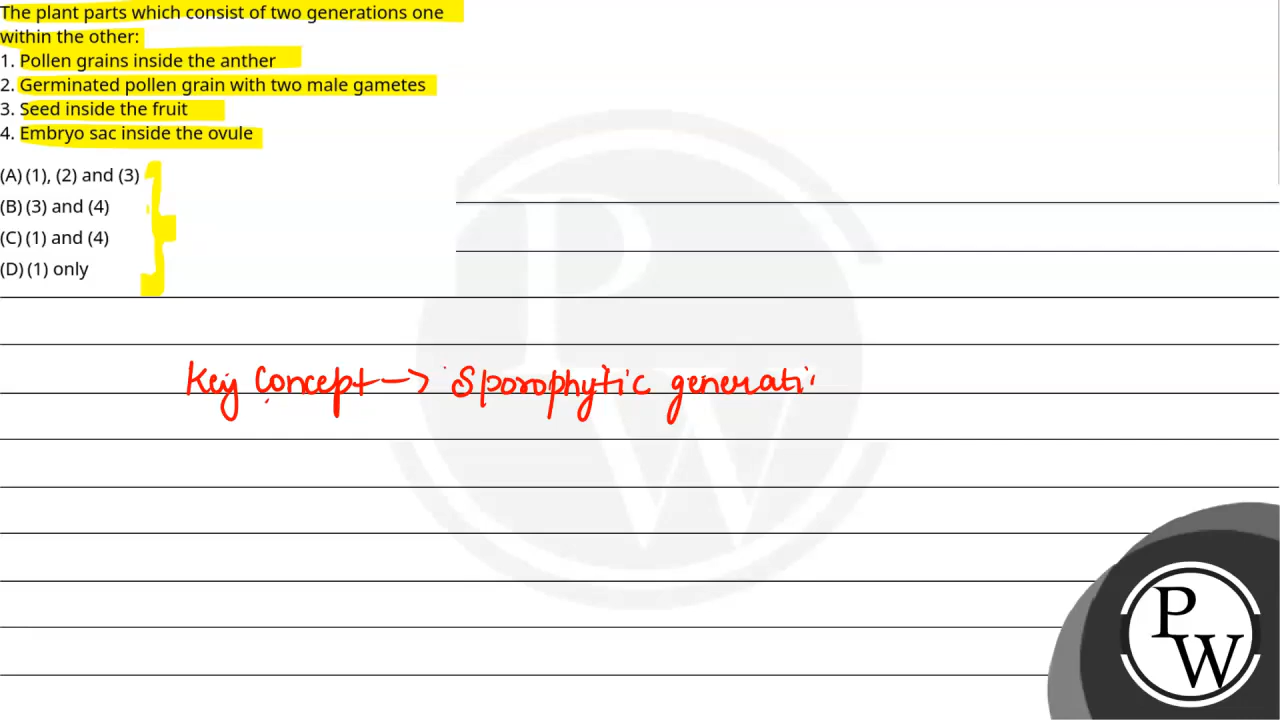 The plant parts which consist of two generations one
within the other:
1. Pollen grains inside the anther
2. Germinated pollen grain with two male gametes
3. Seed inside the fruit
4. Embryo sac inside the ovule
(A) (1), (2) and (3)
(B) (3) and (4)
(C) (1) and (4)
(D) (1) only
Key Concept -> Sporophytic generati
P
W
P
W